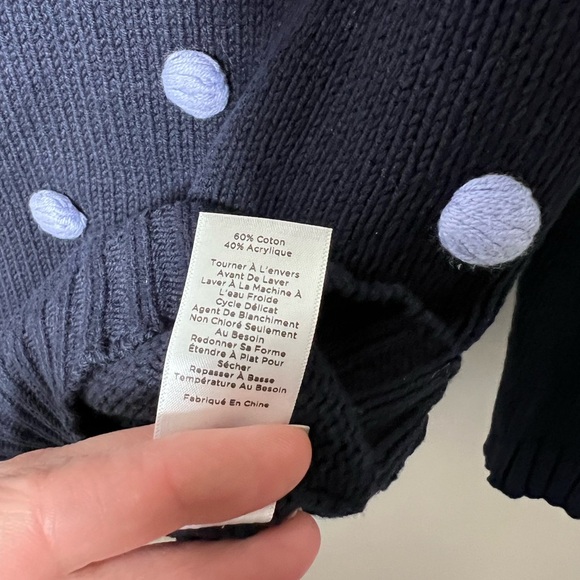 60% Coton
40% Acrylique
Tourner À L'envers
Avant De Laver
Laver À La Machine À
L'eau Froide
Cycle Délicat
Agent De Blanchiment
Non Chloré Seulement
Au Besoin
Redonner Sa Forme
Étendre À Plat Pour
Sécher
Repasser À Basse
Température Au Besoin
Fabriqué En Chine